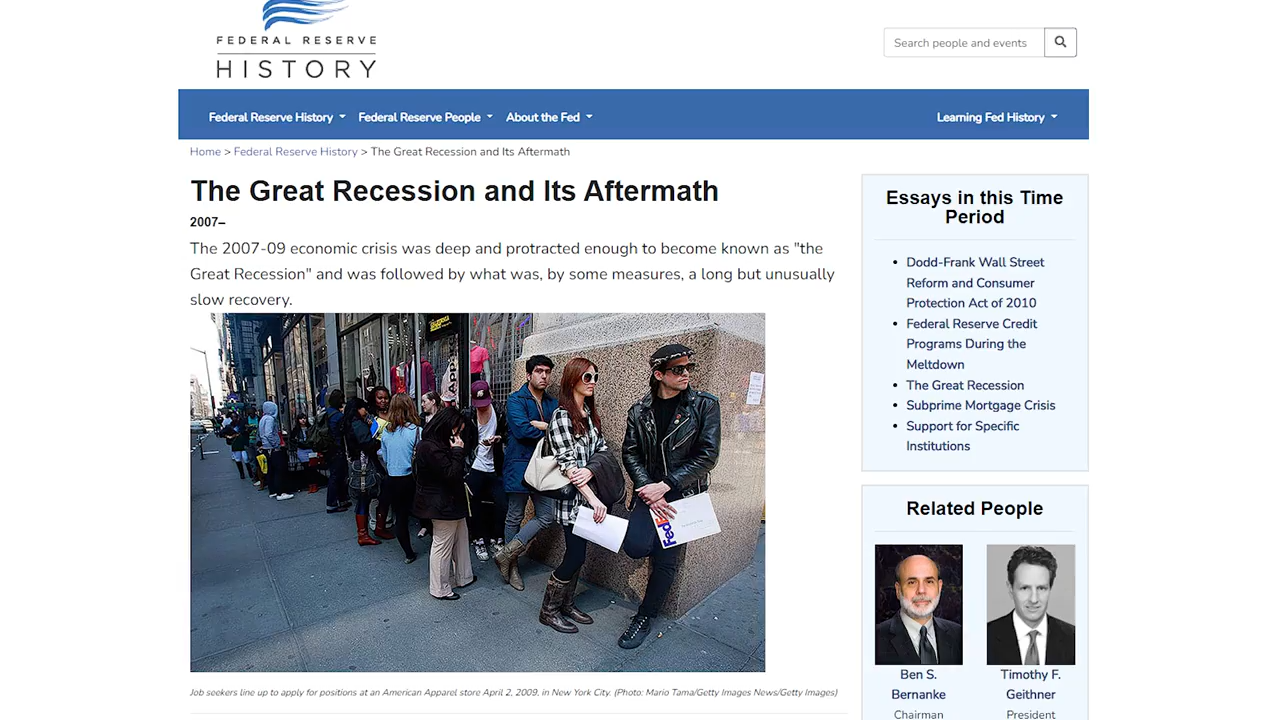 FEDERAL RESERVE
HISTORY
Search people and events
Federal Reserve History
Federal Reserve People
About the Fed
Learning Fed History
Home > Federal Reserve History > The Great Recession and Its Aftermath
The Great Recession and Its Aftermath
2007–
The 2007-09 economic crisis was deep and protracted enough to become known as "the
Great Recession" and was followed by what was, by some measures, a long but unusually
slow recovery.
FedE
Job seekers line up to apply for positions at an American Apparel store April 2, 2009, in New York City. (Photo: Mario Tama/Getty Images News/Getty Images)
Essays in this Time
Period
• Dodd-Frank Wall Street
Reform and Consumer
Protection Act of 2010
• Federal Reserve Credit
Programs During the
Meltdown
• The Great Recession
• Subprime Mortgage Crisis
• Support for Specific
Institutions
Related People
Ben S.
Bernanke
Chairman
Timothy F.
Geithner
President